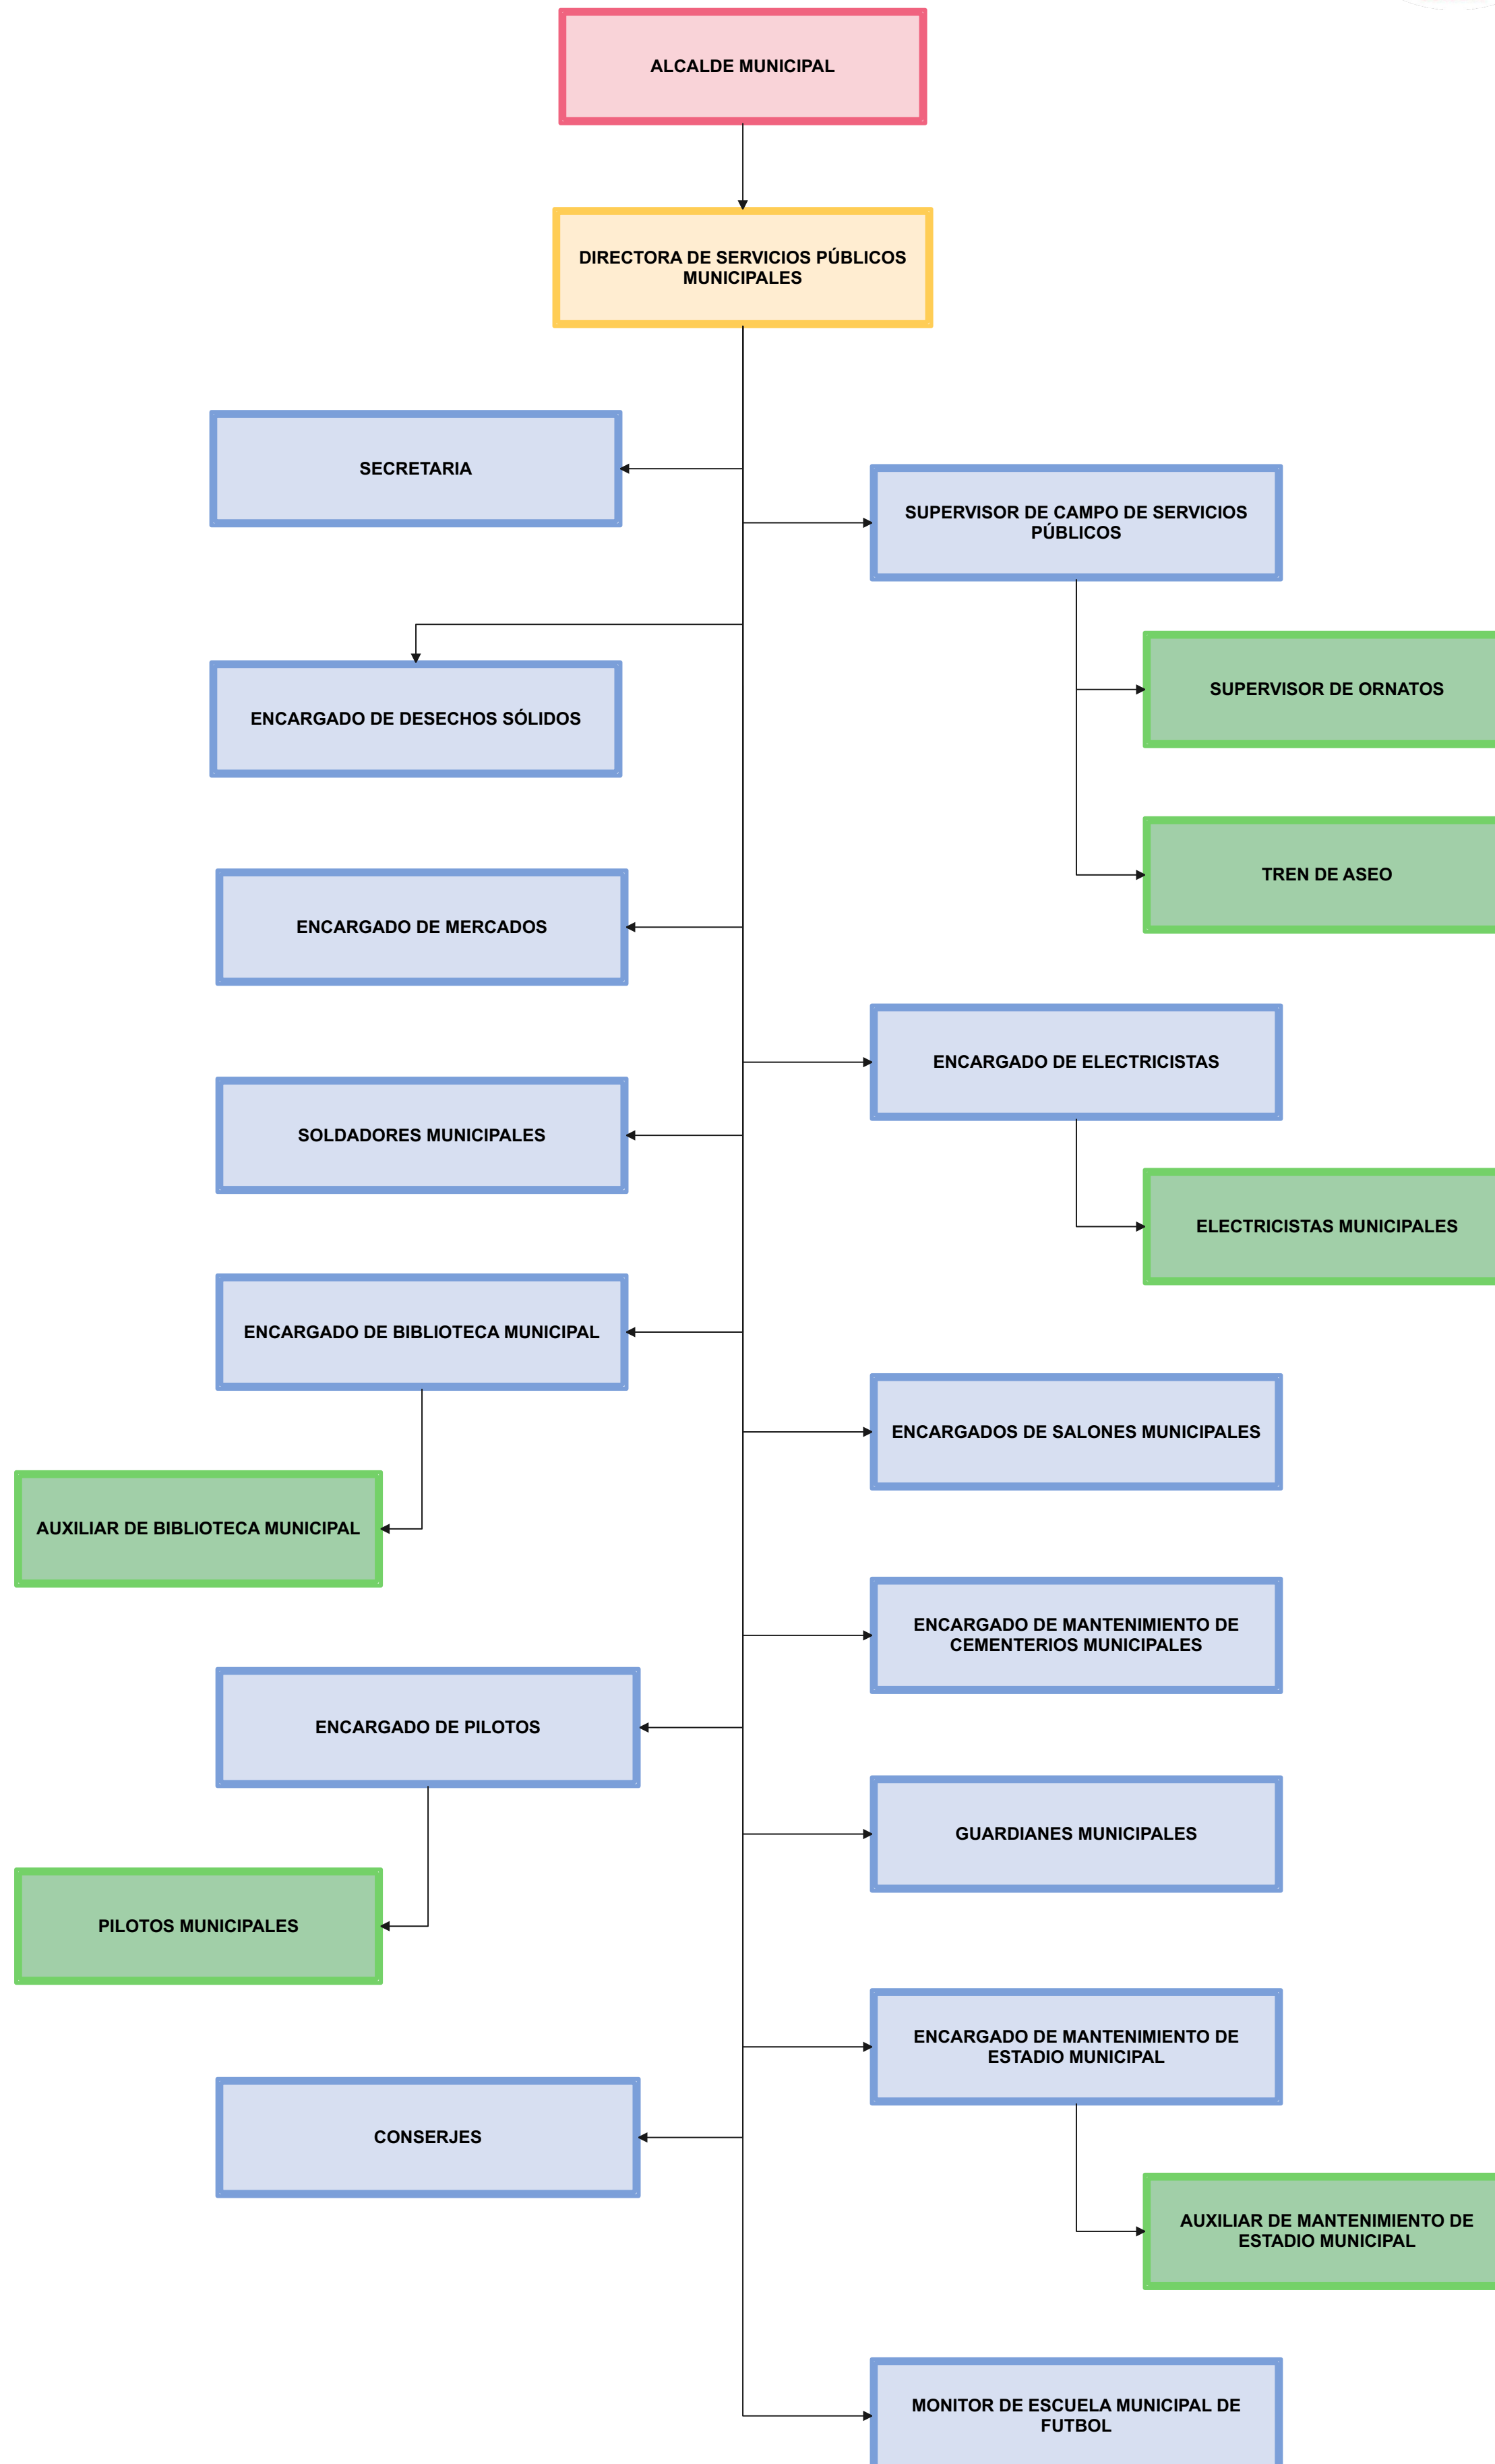 ALCALDE MUNICIPAL
DIRECTORA DE SERVICIOS PÚBLICOS
MUNICIPALES
SECRETARIA
SUPERVISOR DE CAMPO DE SERVICIOS
PÚBLICOS
SUPERVISOR DE ORNATOS
ENCARGADO DE DESECHOS SÓLIDOS
TREN DE ASEO
ENCARGADO DE MERCADOS
ENCARGADO DE ELECTRICISTAS
SOLDADORES MUNICIPALES
ELECTRICISTAS MUNICIPALES
ENCARGADO DE BIBLIOTECA MUNICIPAL
ENCARGADOS DE SALONES MUNICIPALES
AUXILIAR DE BIBLIOTECA MUNICIPAL
ENCARGADO DE MANTENIMIENTO DE
CEMENTERIOS MUNICIPALES
ENCARGADO DE PILOTOS
GUARDIANES MUNICIPALES
PILOTOS MUNICIPALES
ENCARGADO DE MANTENIMIENTO DE
ESTADIO MUNICIPAL
CONSERJES
AUXILIAR DE MANTENIMIENTO DE
ESTADIO MUNICIPAL
MONITOR DE ESCUELA MUNICIPAL DE
FUTBOL